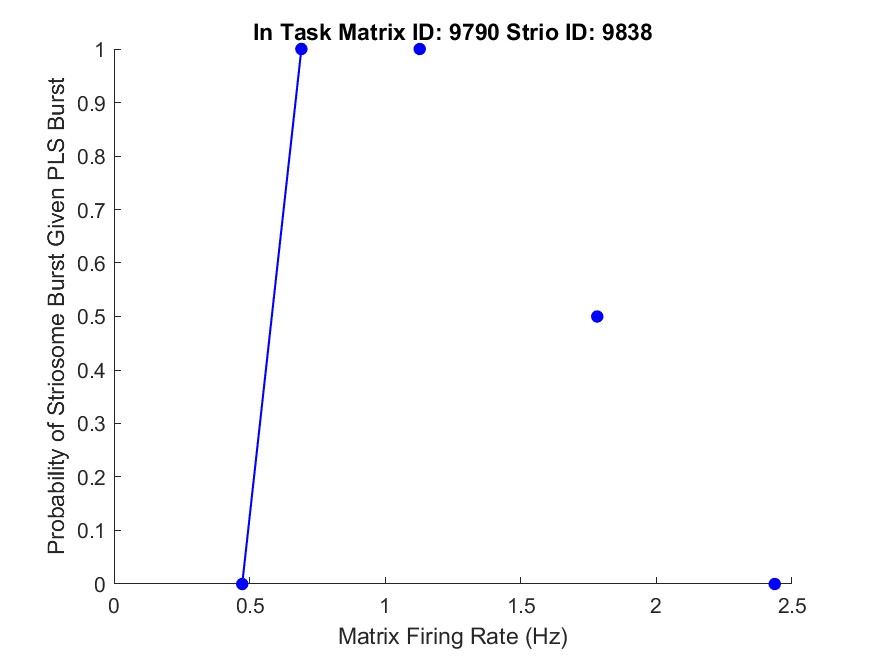 In Task Matrix ID: 9790 Strio ID: 9838
Probability of Striosome Burst Given PLS Burst
1
0.9
0.8
0.7
0.6
0.5
0.4
0.3
0.2
0.1
0
0 0.5 1 1.5 2 2.5
Matrix Firing Rate (Hz)